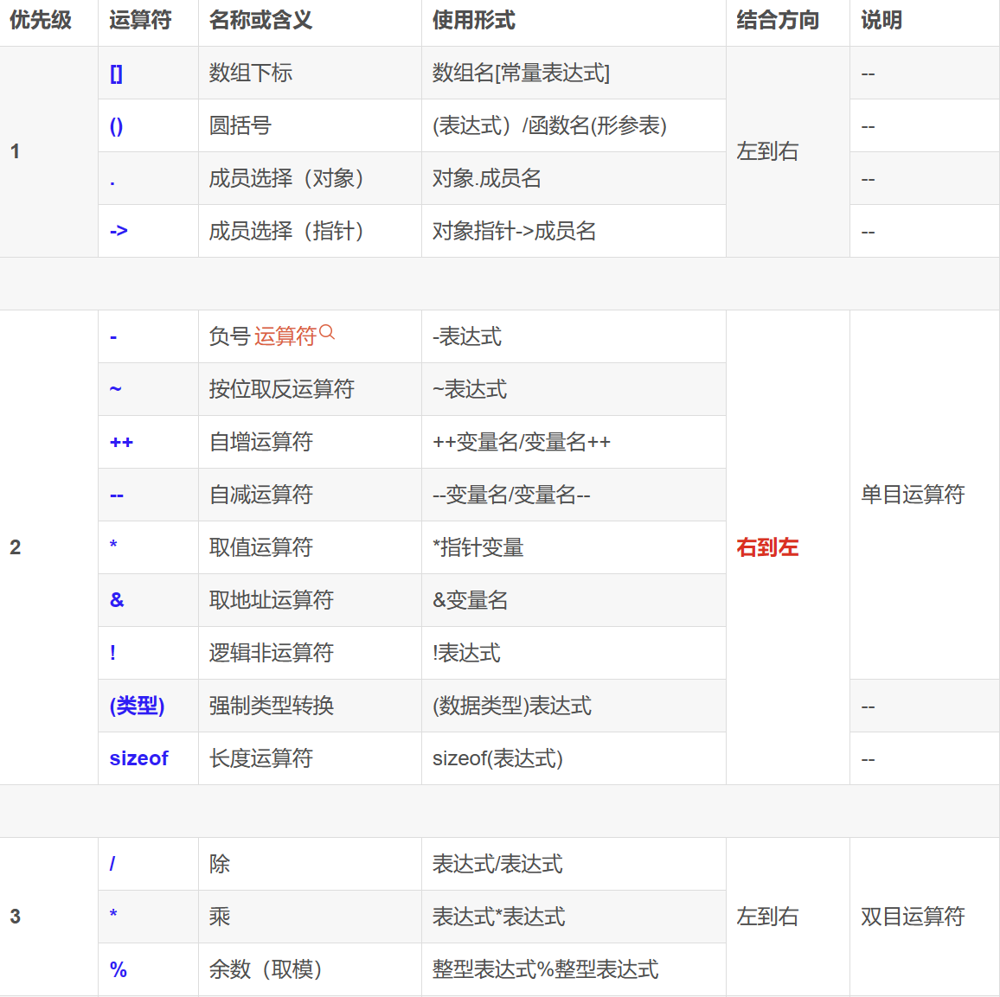 优先级 运算符 名称或含义 使用形式 结合方向 说明
1 [] 数组下标 数组名[常量表达式] 左到右 --
() 圆括号 (表达式）/函数名(形参表) --
. 成员选择（对象） 对象.成员名 --
-> 成员选择（指针） 对象指针->成员名 --
2 - 负号运算符 -表达式 右到左 单目运算符
~ 按位取反运算符 ~表达式
++ 自增运算符 ++变量名/变量名++
-- 自减运算符 --变量名/变量名--
* 取值运算符 *指针变量
& 取地址运算符 &变量名
! 逻辑非运算符 !表达式
(类型) 强制类型转换 (数据类型)表达式 --
sizeof 长度运算符 sizeof(表达式) --
3 / 除 表达式/表达式 左到右 双目运算符
* 乘 表达式*表达式
% 余数（取模） 整型表达式%整型表达式